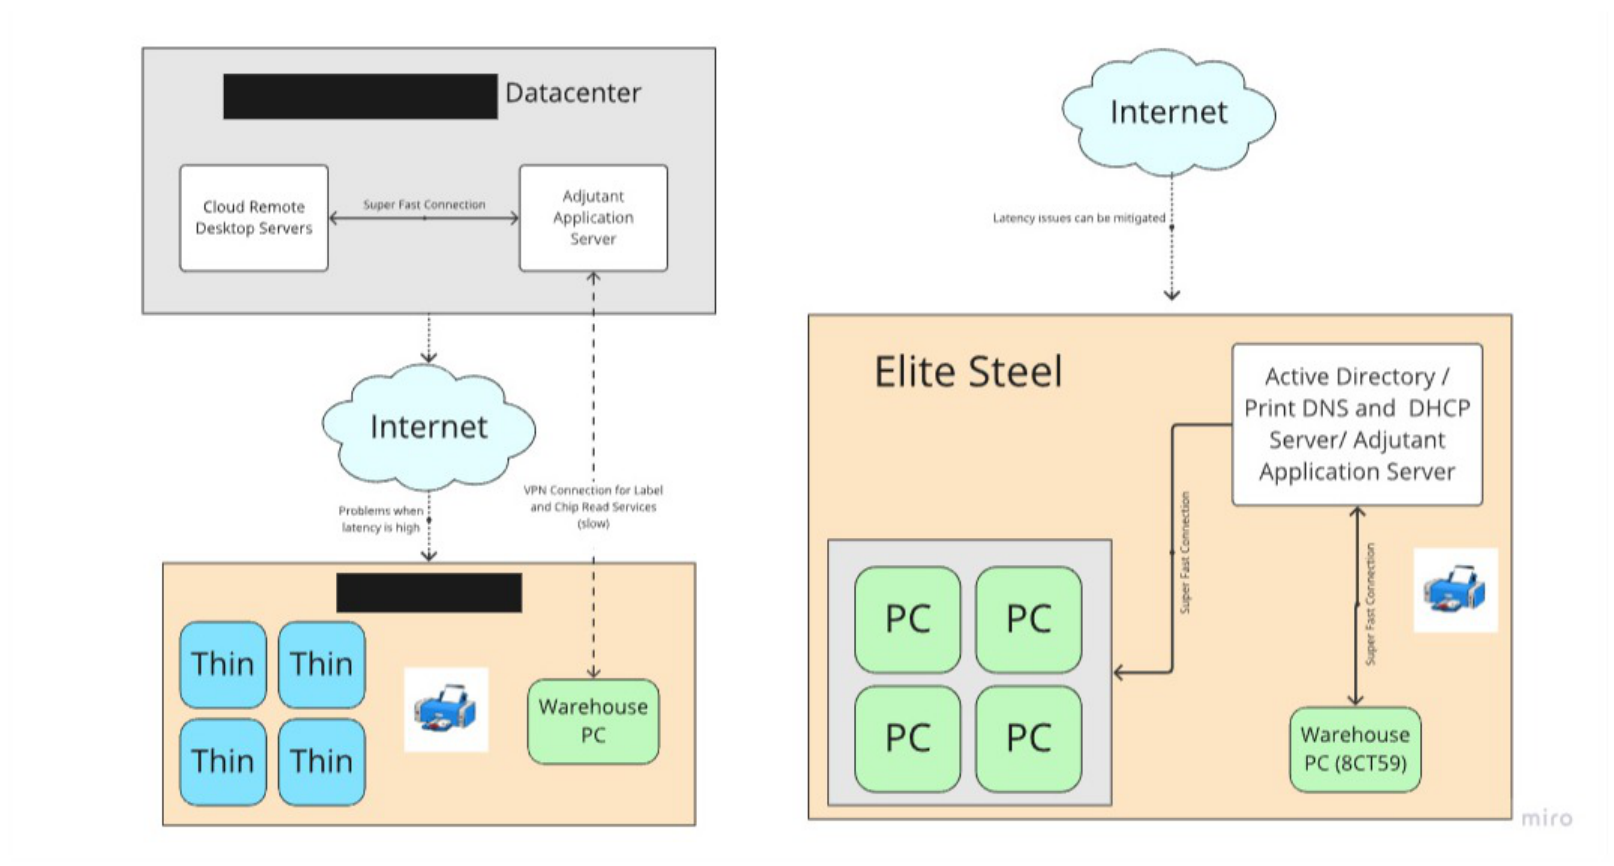 Datacenter
Cloud Remote
Desktop Servers
Super Fast Connection
Adjutant
Application
Server
Internet
Problems when
latency is high
VPN Connection for Label
and Chip Read Services
(slow)
Thin
Thin
Thin
Thin
Warehouse
PC
Internet
Latency issues can be mitigated
Elite Steel
Active Directory /
Print DNS and DHCP
Server/ Adjutant
Application Server
Super Fast Connection
Super Fast Connection
PC
PC
PC
PC
Warehouse
PC (8CT59)
miro